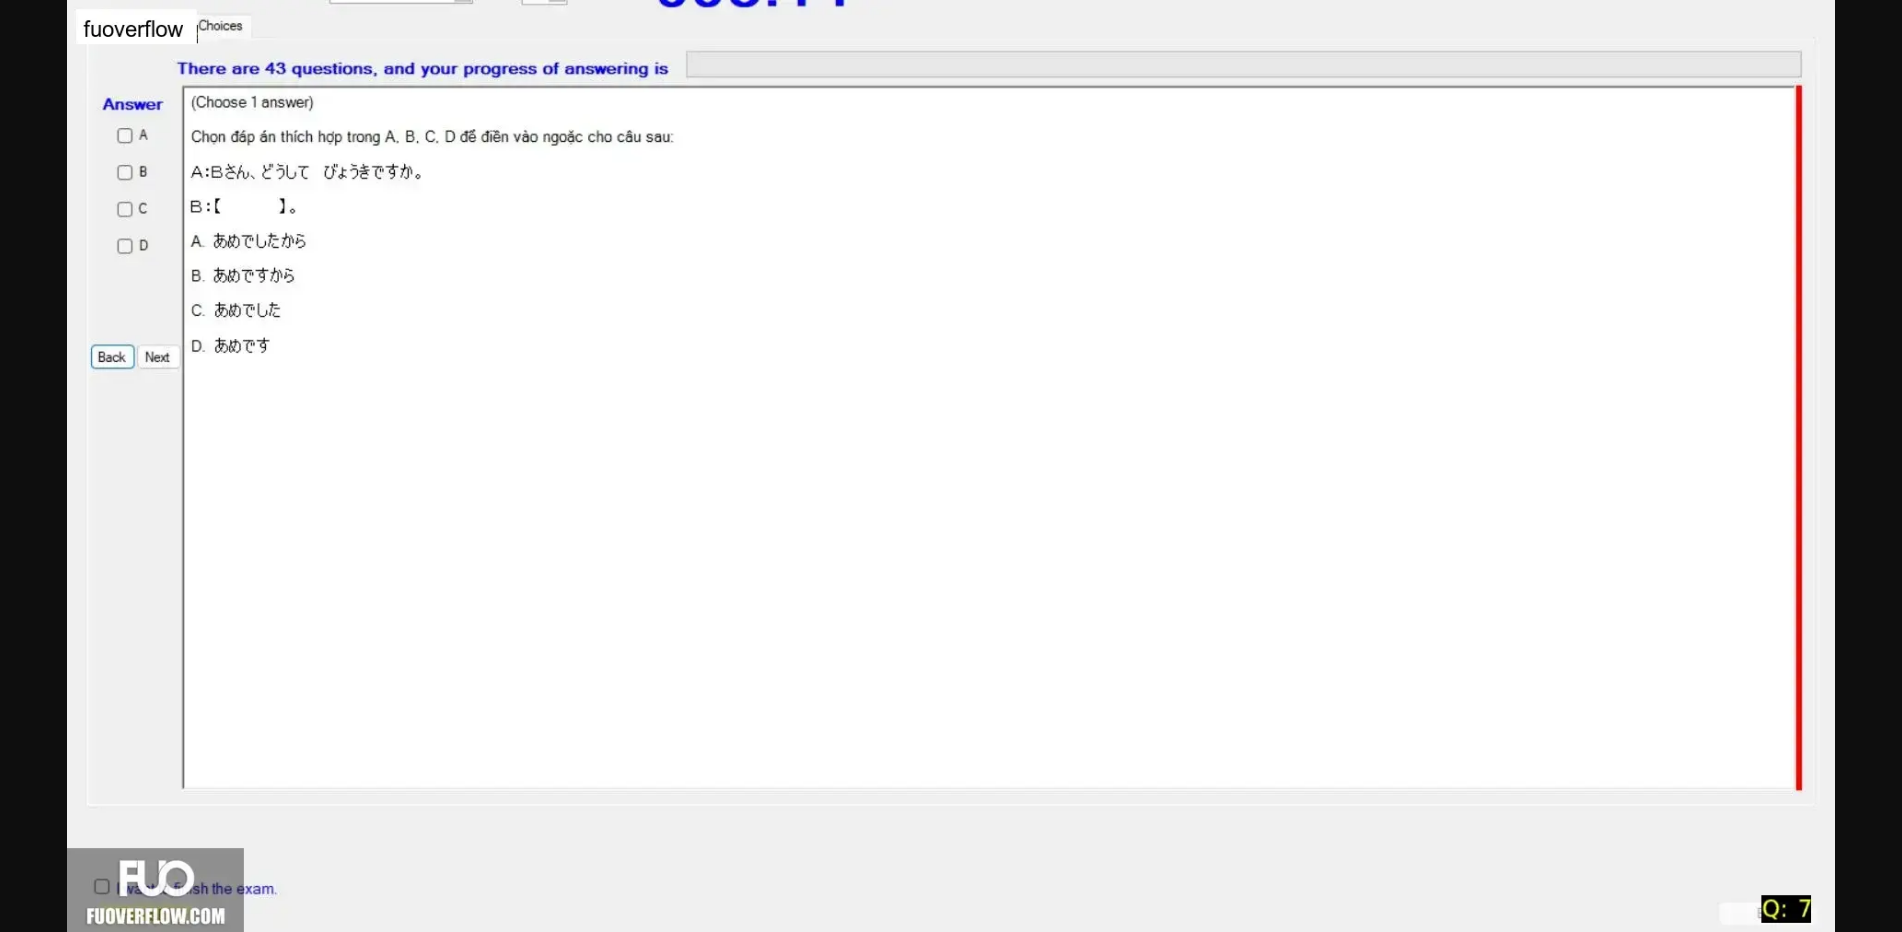 fuoverflow
Choices
There are 43 questions, and your progress of answering is
Answer
(Choose 1 answer)
A
Chọn đáp án thích hợp trong A, B, C, D để điền vào ngoặc cho câu sau:
B
A:Bさん、どうして　びょうきですか。
C
B:【　　　】。
D
A. あめでしたから
B. あめですから
C. あめでした
D. あめです
Back
Next
FUO
the exam.
FUOVERFLOW.COM
Q: 7